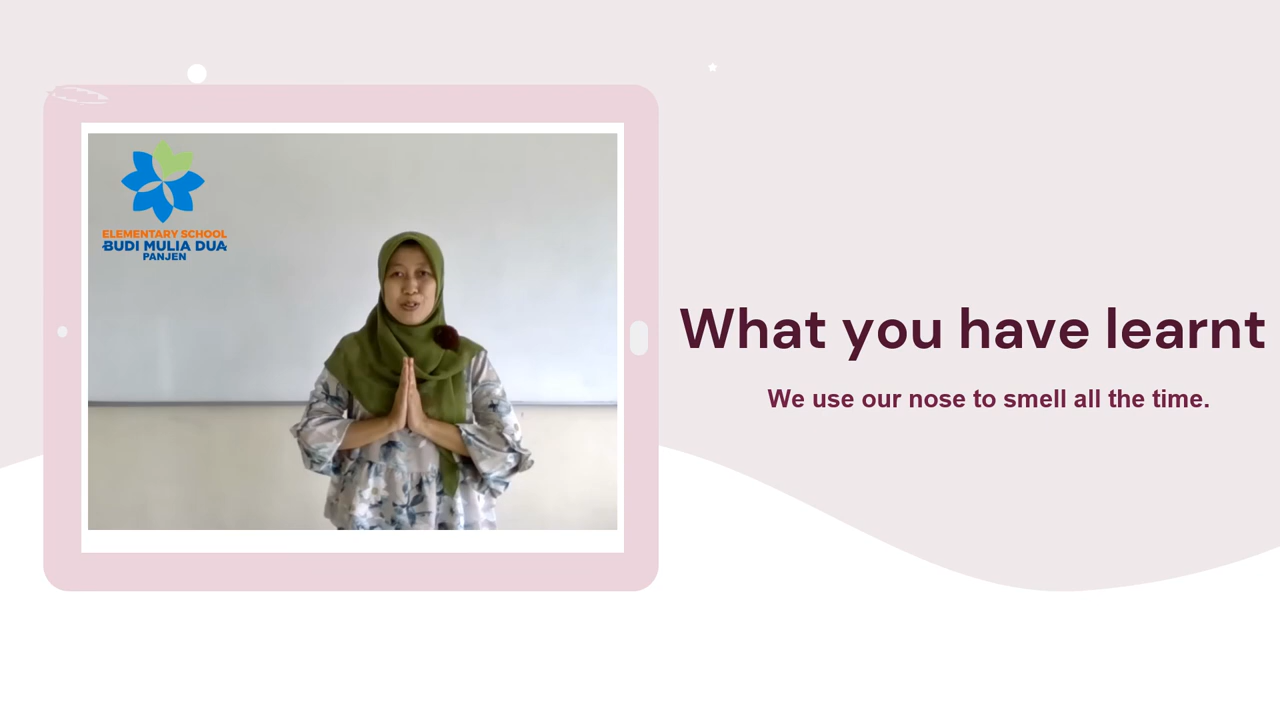 ELEMENTARY SCHOOL
BUDI MULIA DUA
PANJEN
What you have learnt
We use our nose to smell all the time.